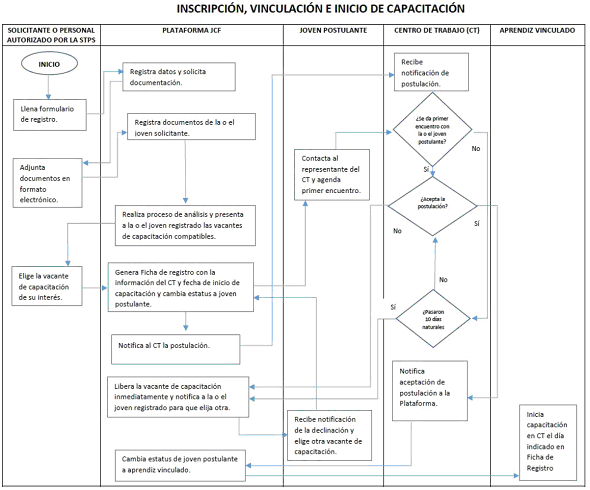 INSCRIPCIÓN, VINCULACIÓN E INICIO DE CAPACITACIÓN
SOLICITANTE O PERSONAL
AUTORIZADO POR LA STPS
PLATAFORMA JCF
JOVEN POSTULANTE
CENTRO DE TRABAJO (CT)
APRENDIZ VINCULADO
INICIO
Llena formulario
de registro.
Registra datos y solicita
documentación.
Registra documentos de la o el
joven solicitante.
Adjunta
documentos en
formato
electrónico.
Realiza proceso de análisis y presenta
a la o el joven registrado las vacantes
de capacitación compatibles.
Elige la vacante
de capacitación
de su interés.
Genera Ficha de registro con la
información del CT y fecha de inicio de
capacitación y cambia estatus a joven
postulante.
Notifica al CT la postulación.
Recibe
notificación de
postulación.
Contacta al
representante del
CT y agenda
primer encuentro.
¿Se da primer
encuentro con
la o el joven
postulante?
No
Sí
¿Acepta la
postulación?
No
Sí
No
Sí
¿Pasaron
10 días
naturales
Libera la vacante de capacitación
inmediatamente y notifica a la o el
joven registrado para que elija otra.
Recibe notificación
de la declinación y
elige otra vacante de
capacitación.
Notifica
aceptación de
postulación a la
Plataforma.
Cambia estatus de joven postulante
a aprendiz vinculado.
Inicia
capacitación
en CT el día
indicado en
Ficha de
Registro